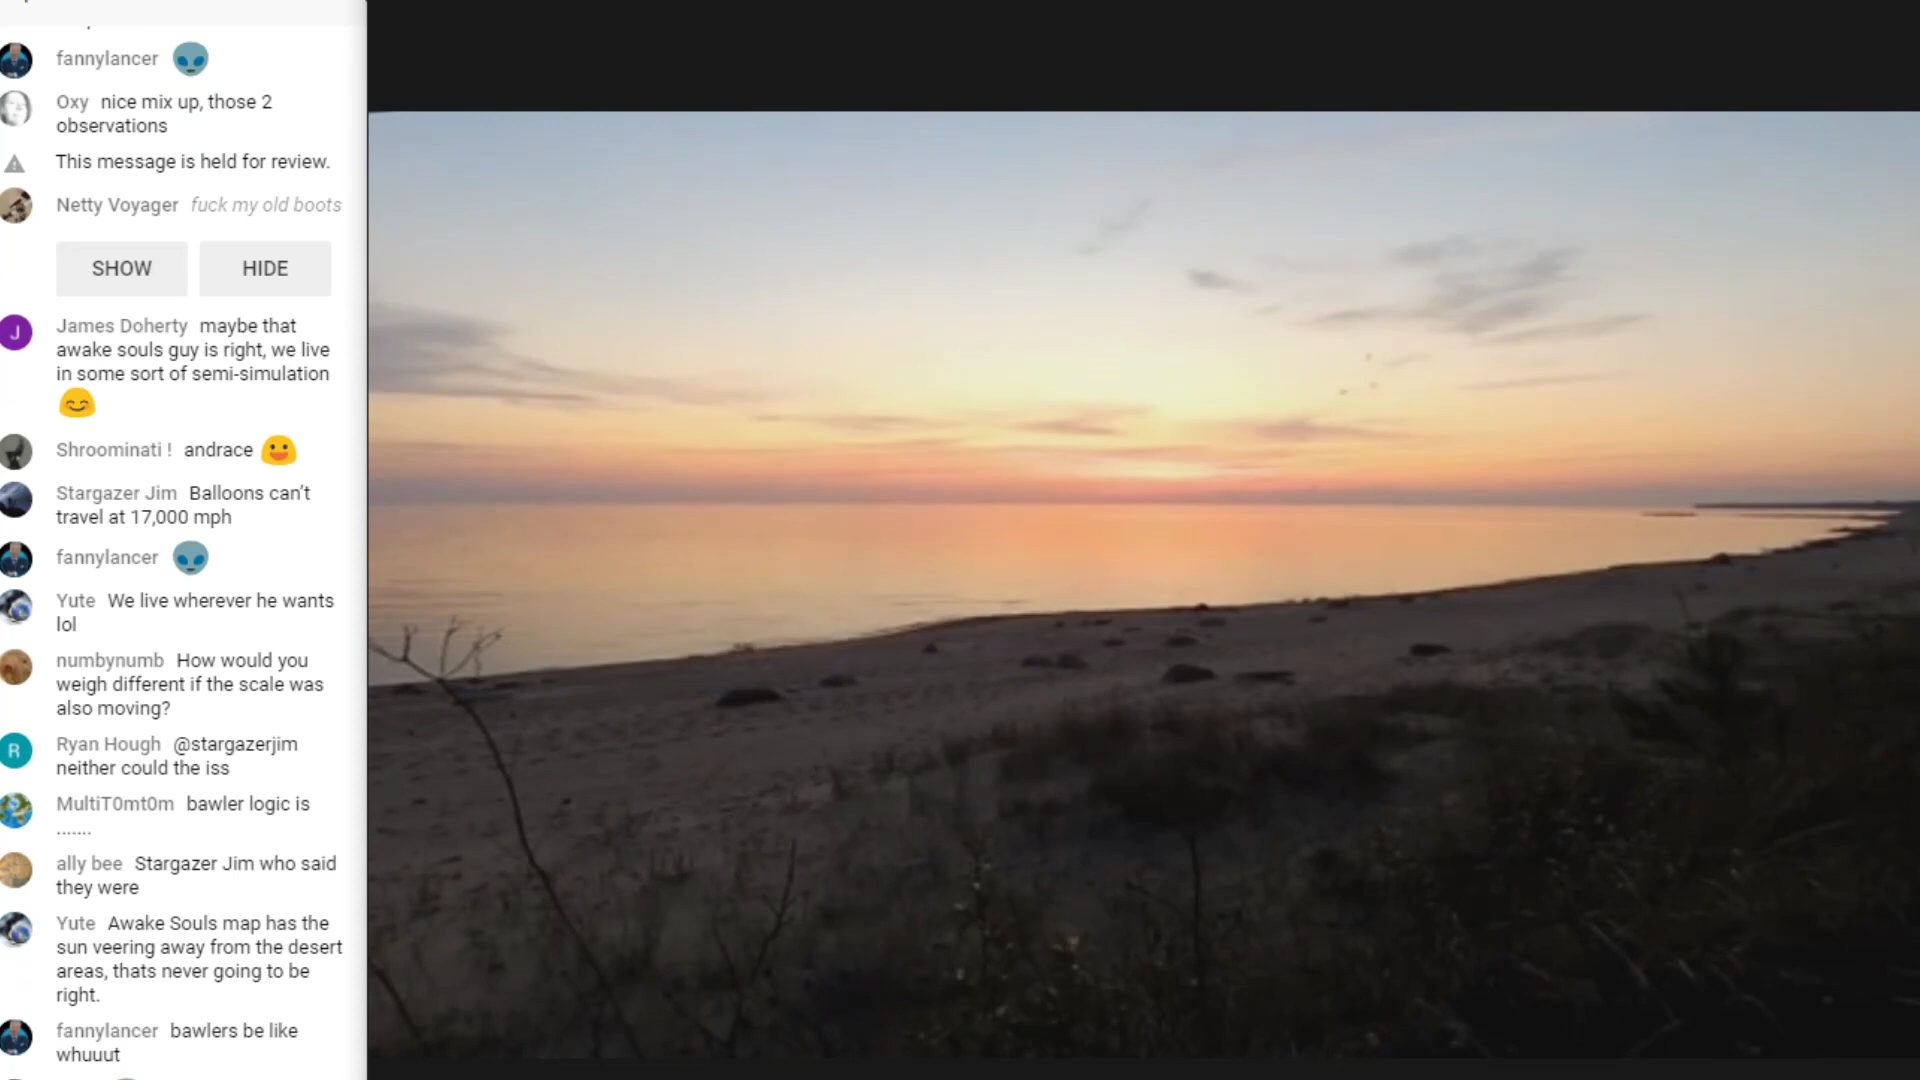 fannylancer
Oxy nice mix up, those 2
observations
This message is held for review.
Netty Voyager fuck my old boots
SHOW HIDE
J
James Doherty maybe that
awake souls guy is right, we live
in some sort of semi-simulation
Shroominati ! andrace
Stargazer Jim Balloons can’t
travel at 17,000 mph
fannylancer
Yute We live wherever he wants
lol
numbynumb How would you
weigh different if the scale was
also moving?
R
Ryan Hough @stargazerjim
neither could the iss
MultiT0mt0m bawler logic is
.......
ally bee Stargazer Jim who said
they were
Yute Awake Souls map has the
sun veering away from the desert
areas, thats never going to be
right.
fannylancer bawlers be like
whuuut